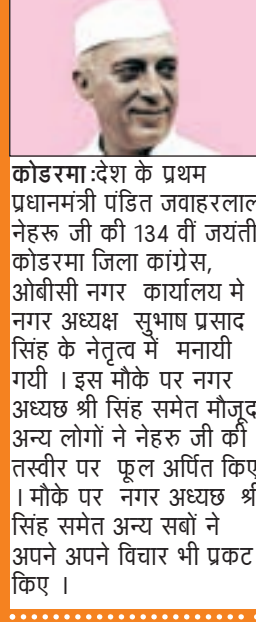 कोडरमा :देश के प्रथम
प्रधानमंत्री पंडित जवाहरलाल
नेहरू जी की 134 वीं जयंती
कोडरमा जिला कांग्रेस,
ओबीसी नगर कार्यालय मे
नगर अध्यक्ष सुभाष प्रसाद
सिंह के नेतृत्व में मनायी
गयी । इस मौके पर नगर
अध्यछ श्री सिंह समेत मौजूद
अन्य लोगों ने नेहरु जी की
तस्वीर पर फूल अर्पित किए
। मौके पर नगर अध्यछ श्री
सिंह समेत अन्य सबों ने
अपने अपने विचार भी प्रकट
किए ।